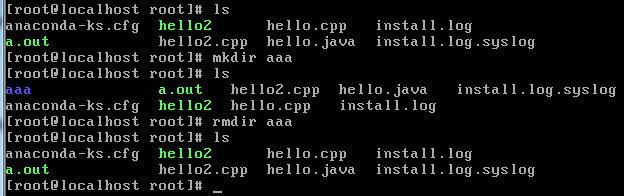 [root@localhost root]# ls
anaconda-ks.cfg  hello2      hello.cpp   install.log
a.out            hello2.cpp  hello.java  install.log.syslog
[root@localhost root]# mkdir aaa
[root@localhost root]# ls
aaa              a.out   hello2.cpp  hello.java   install.log.syslog
anaconda-ks.cfg  hello2  hello.cpp   install.log
[root@localhost root]# rmdir aaa
[root@localhost root]# ls
anaconda-ks.cfg  hello2      hello.cpp   install.log
a.out            hello2.cpp  hello.java  install.log.syslog
[root@localhost root]# _